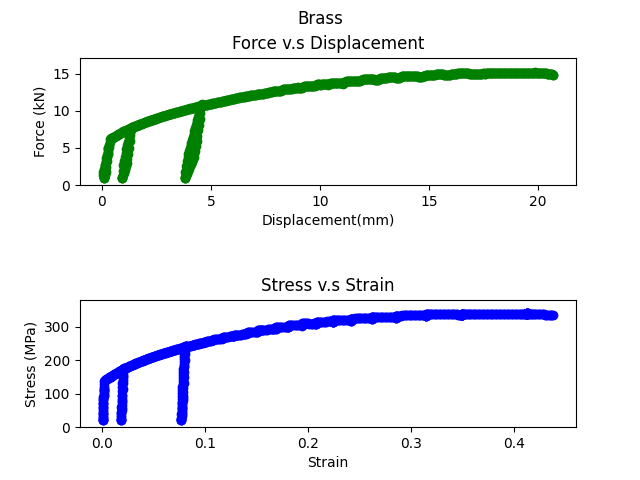 Brass
Force v.s Displacement
Force (kN)
15
10
5
0
0 5 10 15 20
Displacement(mm)
Stress v.s Strain
Stress (MPa)
300
200
100
0
0.0 0.1 0.2 0.3 0.4
Strain